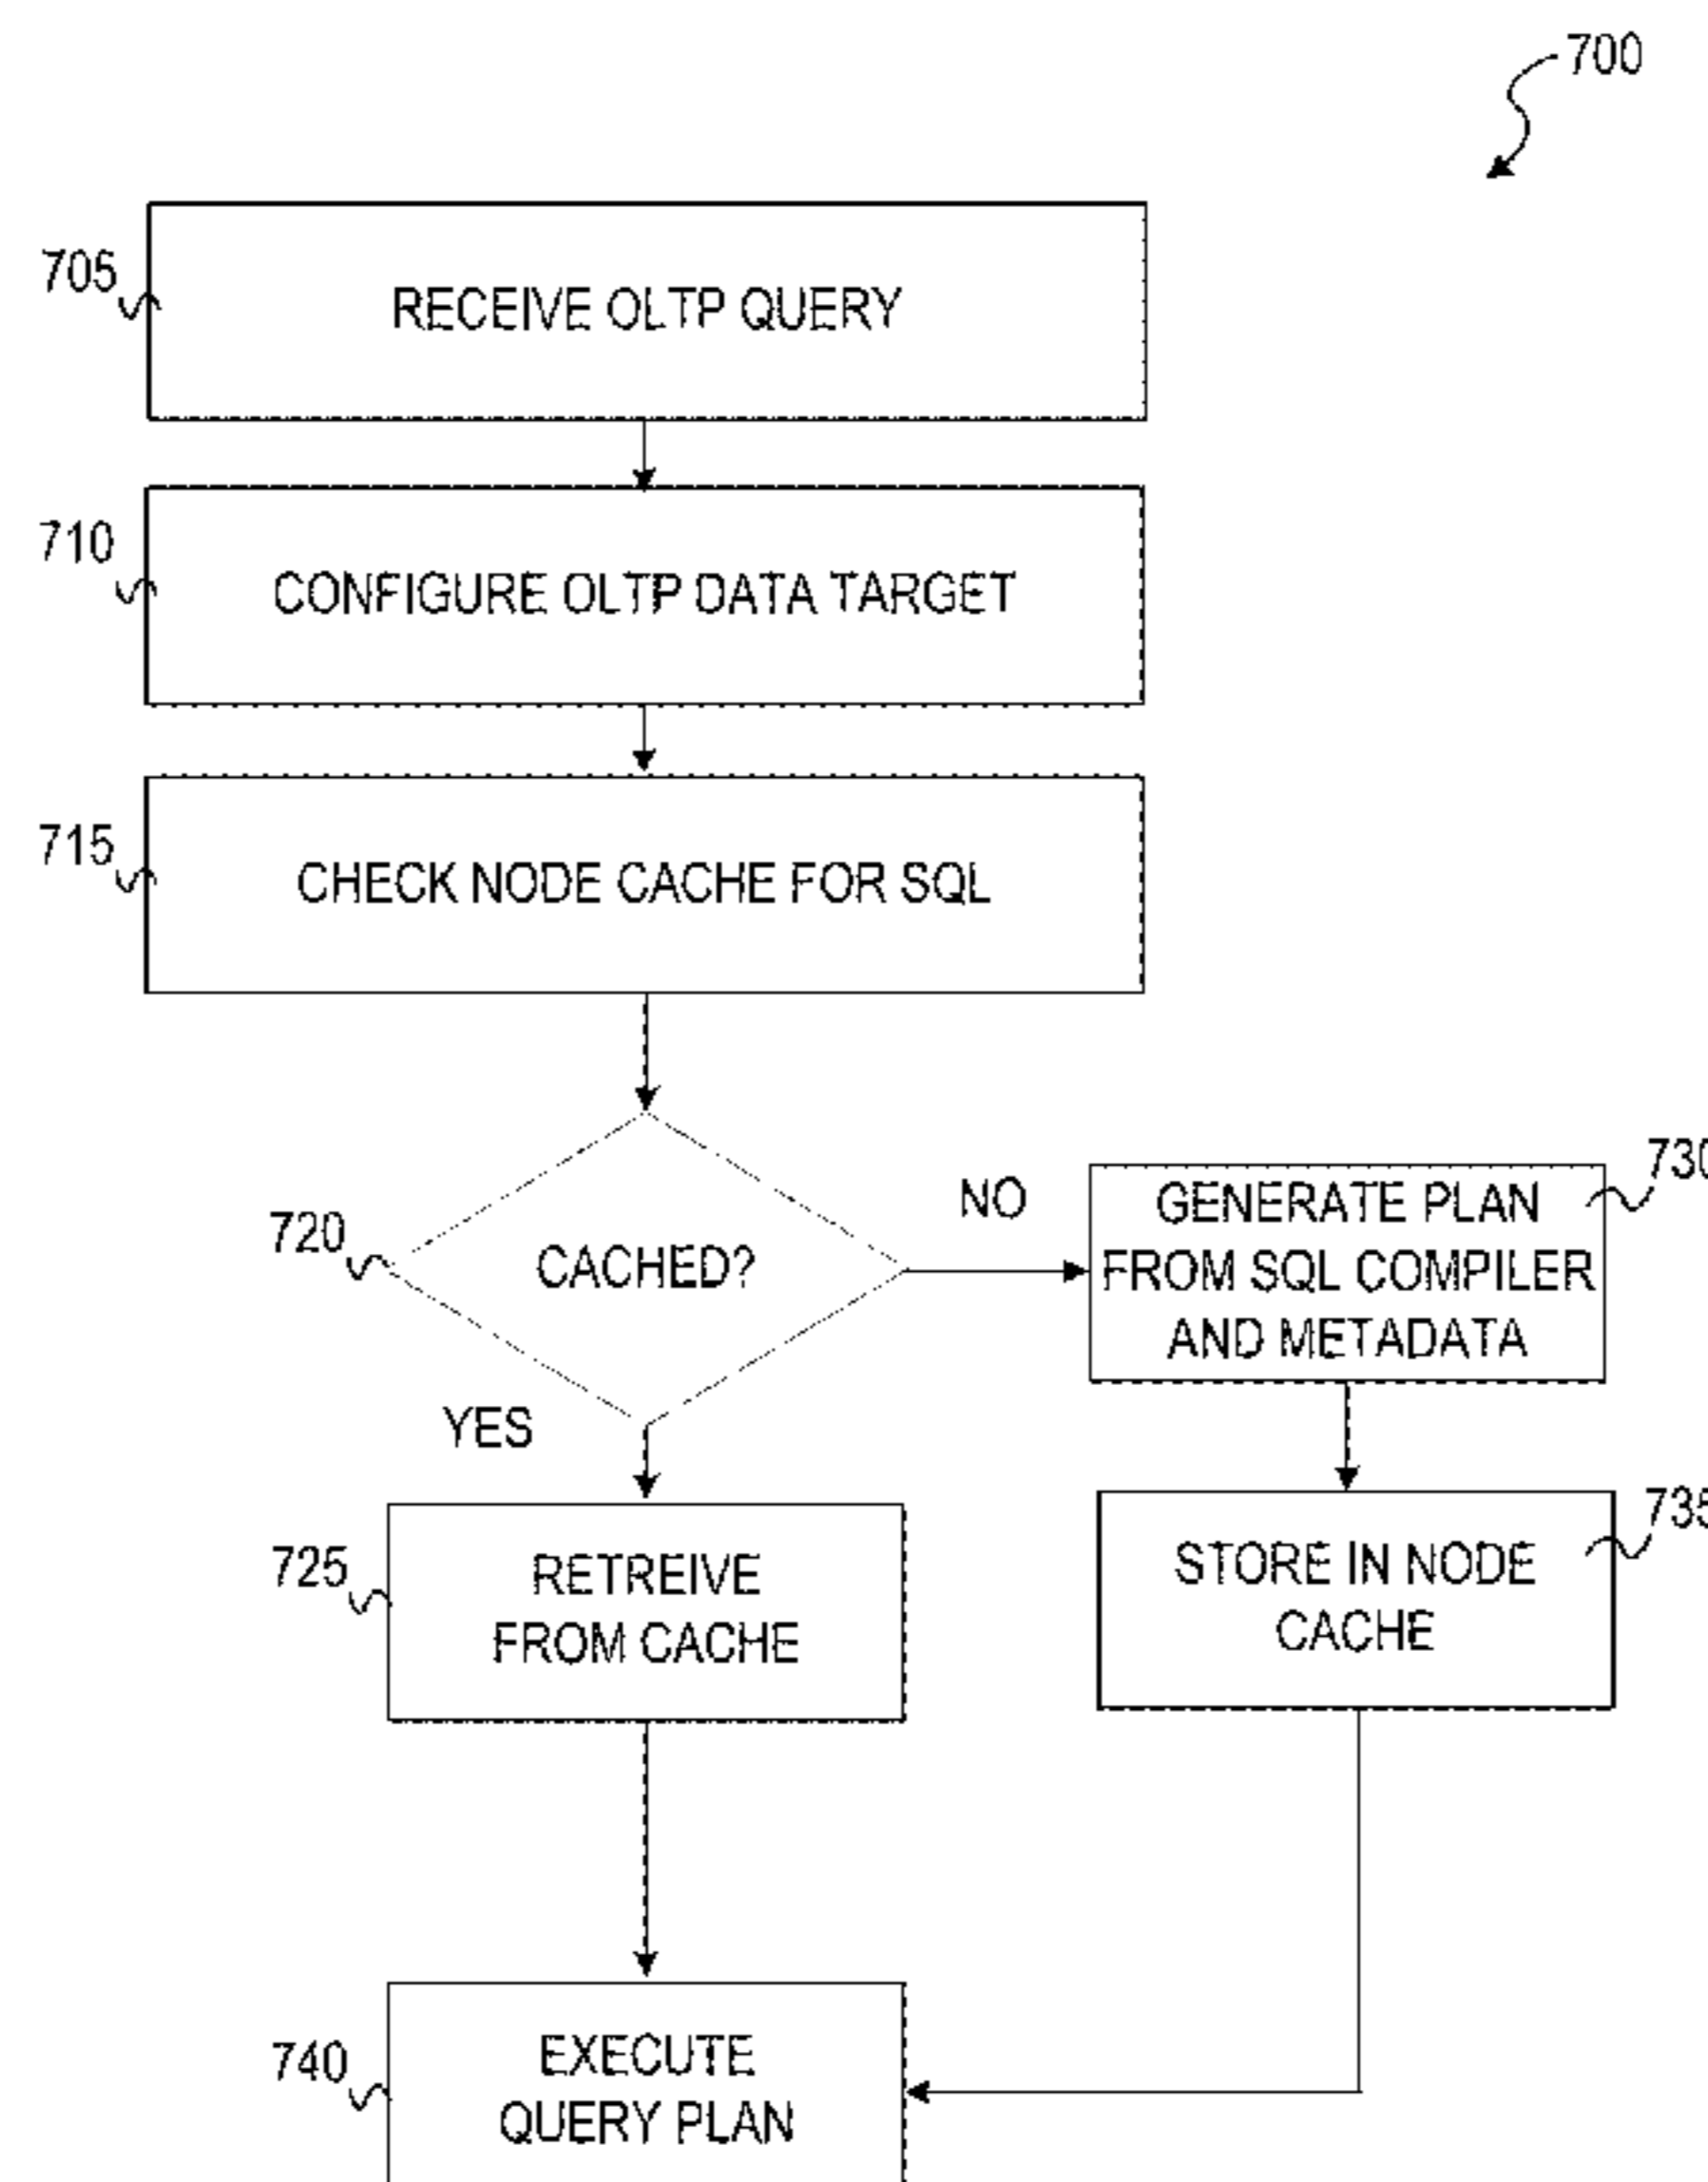 700
705
RECEIVE OLTP QUERY
710
CONFIGURE OLTP DATA TARGET
715
CHECK NODE CACHE FOR SQL
720
CACHED?
NO
730
GENERATE PLAN
FROM SQL COMPILER
AND METADATA
YES
725
RETREIVE
FROM CACHE
735
STORE IN NODE
CACHE
740
EXECUTE
QUERY PLAN